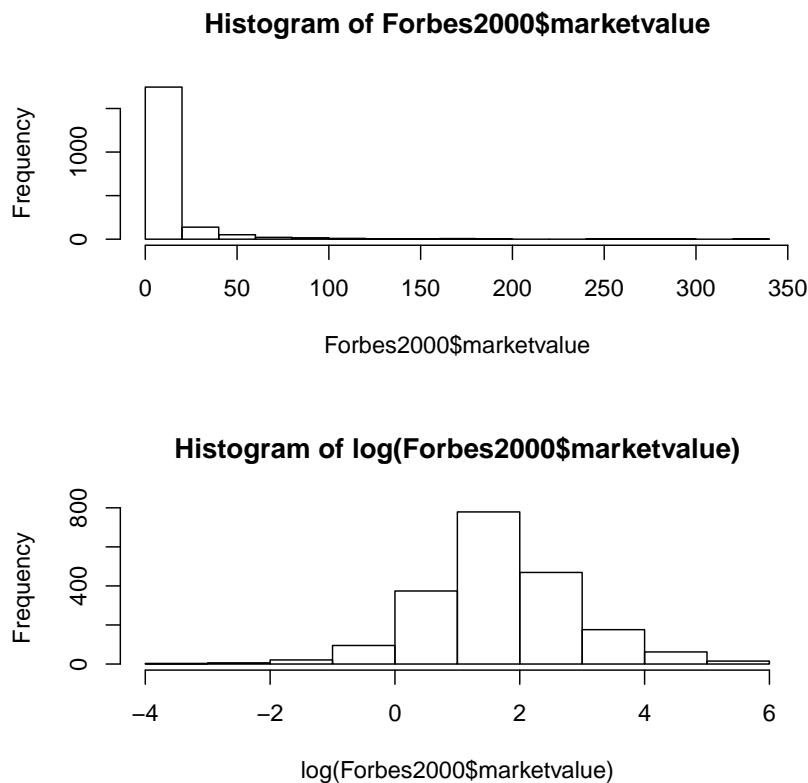 Histogram of Forbes2000$marketvalue
Frequency
1000
0
0 50 100 150 200 250 300 350
Forbes2000$marketvalue
Histogram of log(Forbes2000$marketvalue)
Frequency
800
400
0
−4 −2 0 2 4 6
log(Forbes2000$marketvalue)